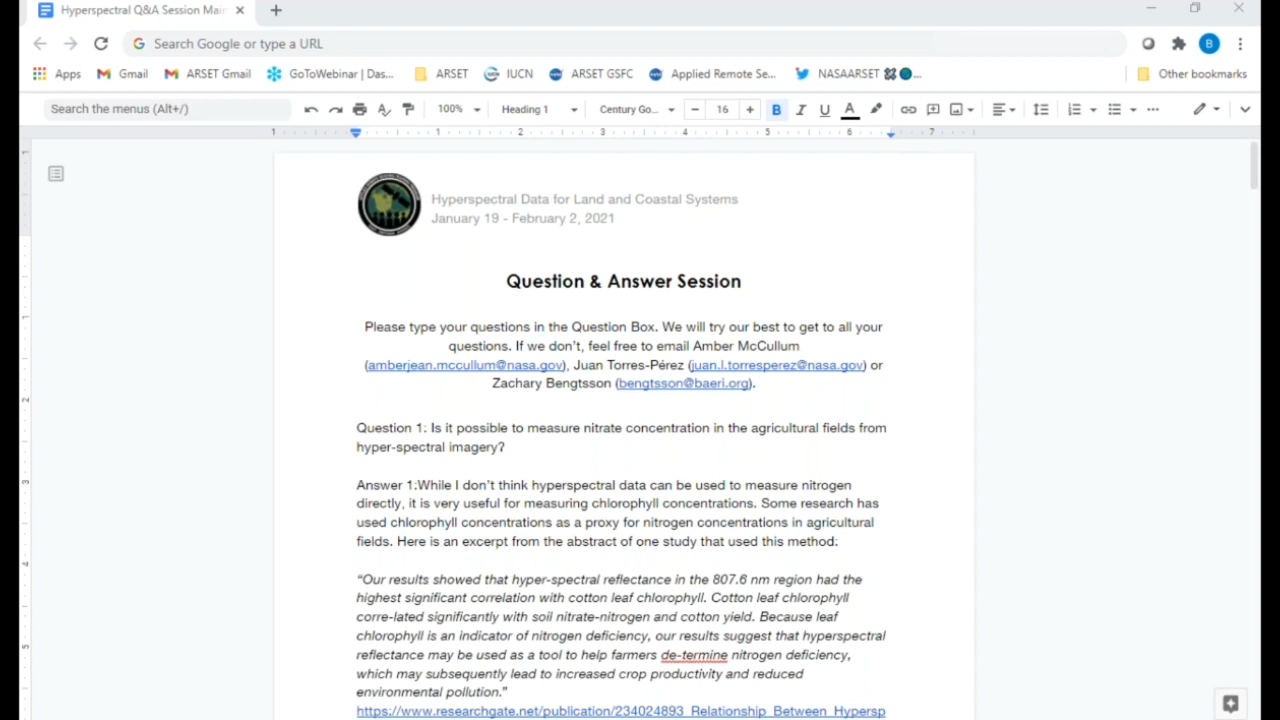 Hyperspectral Q&A Session Mai
Search Google or type a URL
B
Apps
Gmail
ARSET Gmail
GoToWebinar | Das...
ARSET
IUCN
ARSET GSFC
Applied Remote Se...
NASAARSET
Other bookmarks
Search the menus (Alt+/)
100%
Heading 1
Century Go...
16
B
I
U
A
1
1
2
3
4
5
6
7
Hyperspectral Data for Land and Coastal Systems
January 19 - February 2, 2021
Question & Answer Session
Please type your questions in the Question Box. We will try our best to get to all your
questions. If we don't, feel free to email Amber McCullum
(amberjean.mccullum@nasa.gov), Juan Torres-Pérez (juan.l.torresperez@nasa.gov) or
Zachary Bengtsson (bengtsson@baeri.org).
Question 1: Is it possible to measure nitrate concentration in the agricultural fields from
hyper-spectral imagery?
Answer 1:While I don't think hyperspectral data can be used to measure nitrogen
directly, it is very useful for measuring chlorophyll concentrations. Some research has
used chlorophyll concentrations as a proxy for nitrogen concentrations in agricultural
fields. Here is an excerpt from the abstract of one study that used this method:
“Our results showed that hyper-spectral reflectance in the 807.6 nm region had the
highest significant correlation with cotton leaf chlorophyll. Cotton leaf chlorophyll
corre-lated significantly with soil nitrate-nitrogen and cotton yield. Because leaf
chlorophyll is an indicator of nitrogen deficiency, our results suggest that hyperspectral
reflectance may be used as a tool to help farmers de-termine nitrogen deficiency,
which may subsequently lead to increased crop productivity and reduced
environmental pollution.”
https://www.researchgate.net/publication/234024893_Relationship_Between_Hypersp